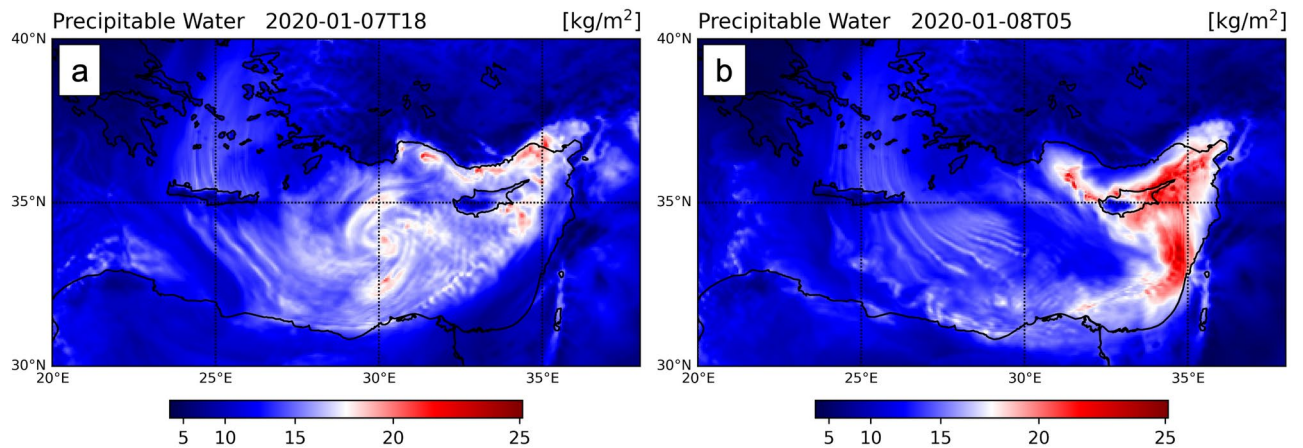 Precipitable Water 2020-01-07T18 [kg/m²]
40°N
a
35°N
30°N
20°E 25°E 30°E 35°E
5 10 15 20 25
Precipitable Water 2020-01-08T05 [kg/m²]
40°N
b
35°N
30°N
20°E 25°E 30°E 35°E
5 10 15 20 25